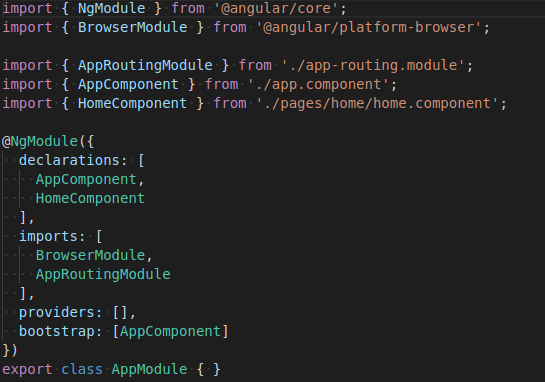 import { NgModule } from '@angular/core';
import { BrowserModule } from '@angular/platform-browser';

import { AppRoutingModule } from './app-routing.module';
import { AppComponent } from './app.component';
import { HomeComponent } from './pages/home/home.component';

@NgModule({
  declarations: [
    AppComponent,
    HomeComponent
  ],
  imports: [
    BrowserModule,
    AppRoutingModule
  ],
  providers: [],
  bootstrap: [AppComponent]
})
export class AppModule { }